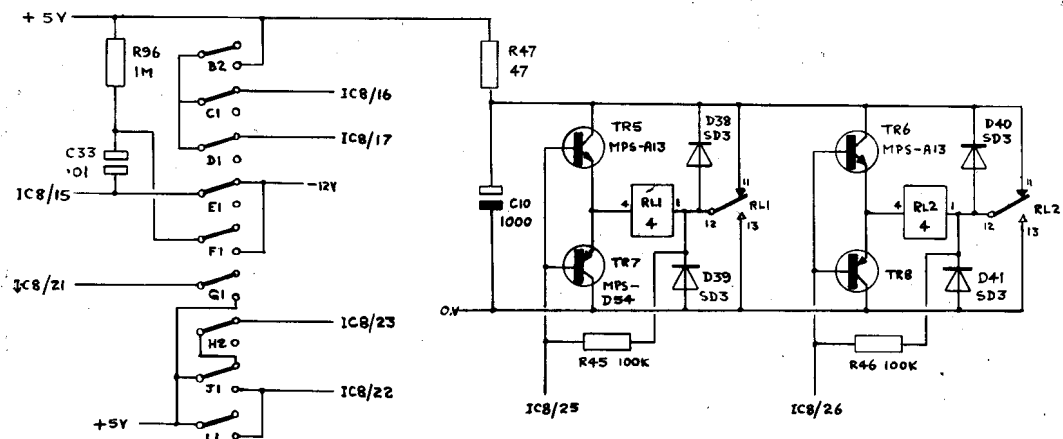 + 5V
R96
1M
B2
C1
IC8/16
D1
IC8/17
C33
·01
IC8/15
E1
-12V
F1
IC8/21
G1
IC8/23
H2
J1
IC8/22
+5V
R47
47
C10
1000
0V
TR5
MPS-A13
TR7
MPS-
D54
4
RL1
4
1
D38
SD3
D39
SD3
11
12
13
RL1
R45 100K
IC8/25
TR6
MPS-A13
TR8
4
RL2
4
1
D40
SD3
D41
SD3
11
12
13
RL2
R46 100K
IC8/26